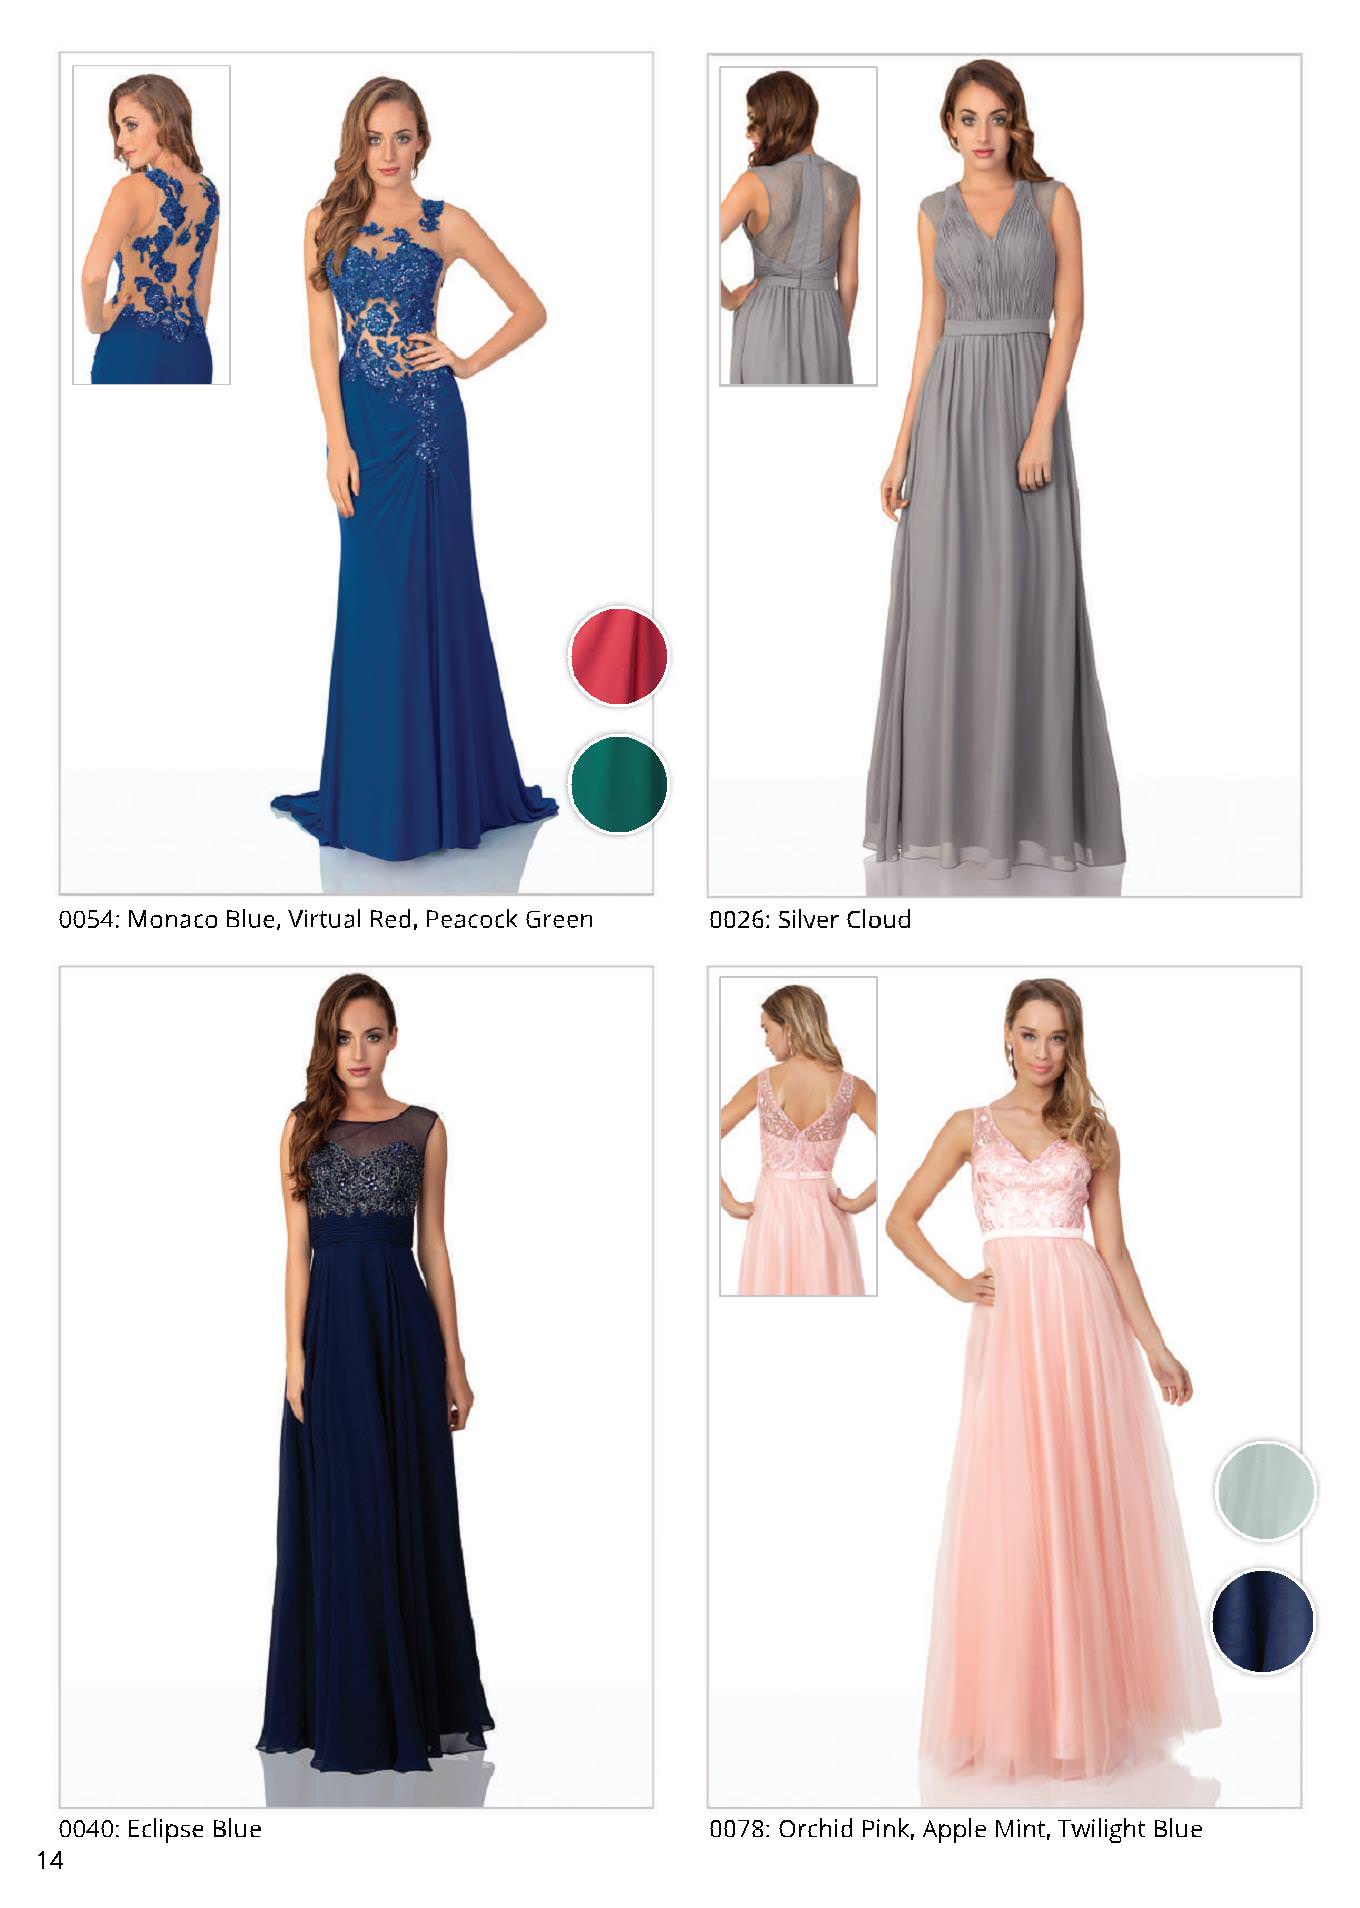 0054: Monaco Blue, Virtual Red, Peacock Green
0026: Silver Cloud
0040: Eclipse Blue
0078: Orchid Pink, Apple Mint, Twilight Blue
14